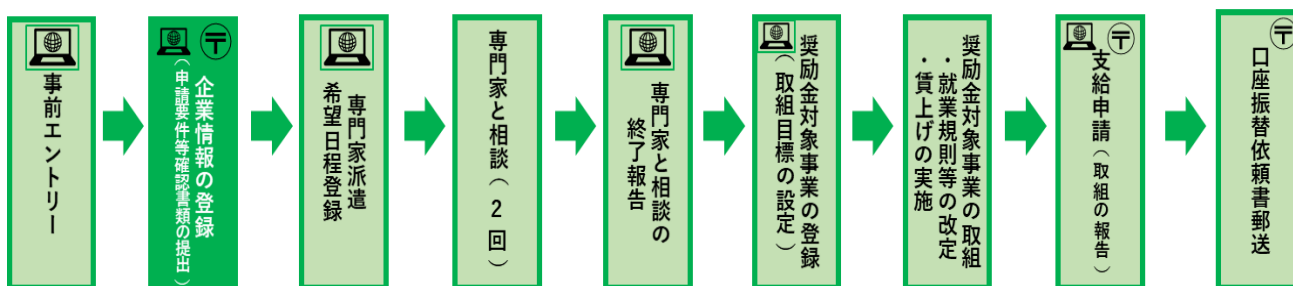 事前エントリー
〒
企業情報の登録
（申請要件等確認書類の提出）
専門家派遣
希望日程登録
専門家と相談（２回）
専門家と相談の
終了報告
奨励金対象事業の登録
（取組目標の設定）
奨励金対象事業の取組
・就業規則等の改定
・賃上げの実施
〒
支給申請（取組の報告）
〒
口座振替依頼書郵送